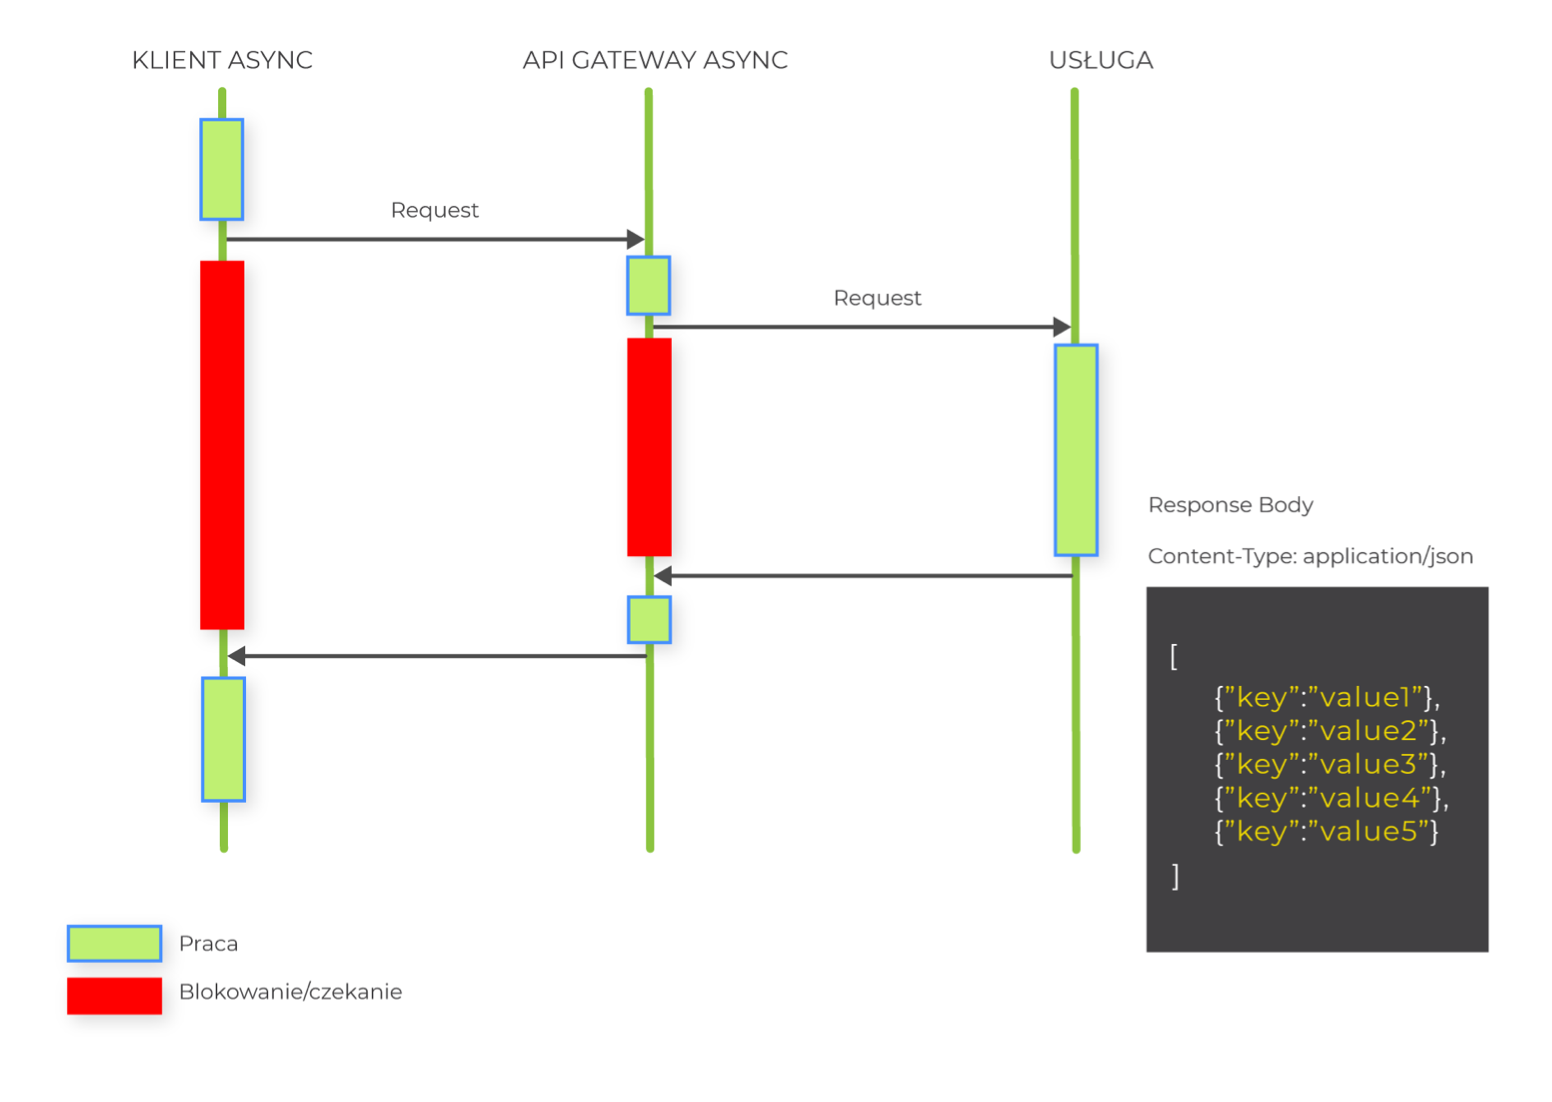 KLIENT ASYNC
API GATEWAY ASYNC
USŁUGA
Request
Request
Response Body
Content-Type: application/json
[
{”key”:”value1”},
{”key”:”value2”},
{”key”:”value3”},
{”key”:”value4”},
{”key”:”value5”}
]
Praca
Blokowanie/czekanie